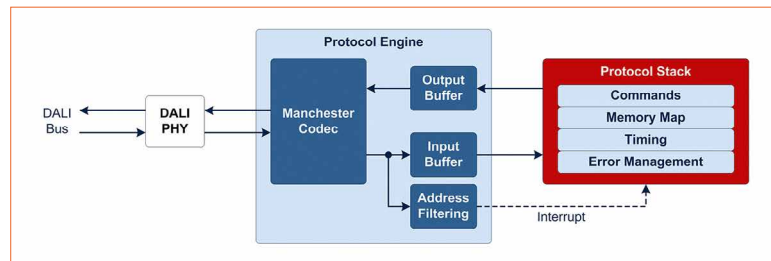 Protocol Engine
DALI
Bus
DALI
PHY
Manchester
Codec
Output
Buffer
Input
Buffer
Address
Filtering
Protocol Stack
Commands
Memory Map
Timing
Error Management
Interrupt